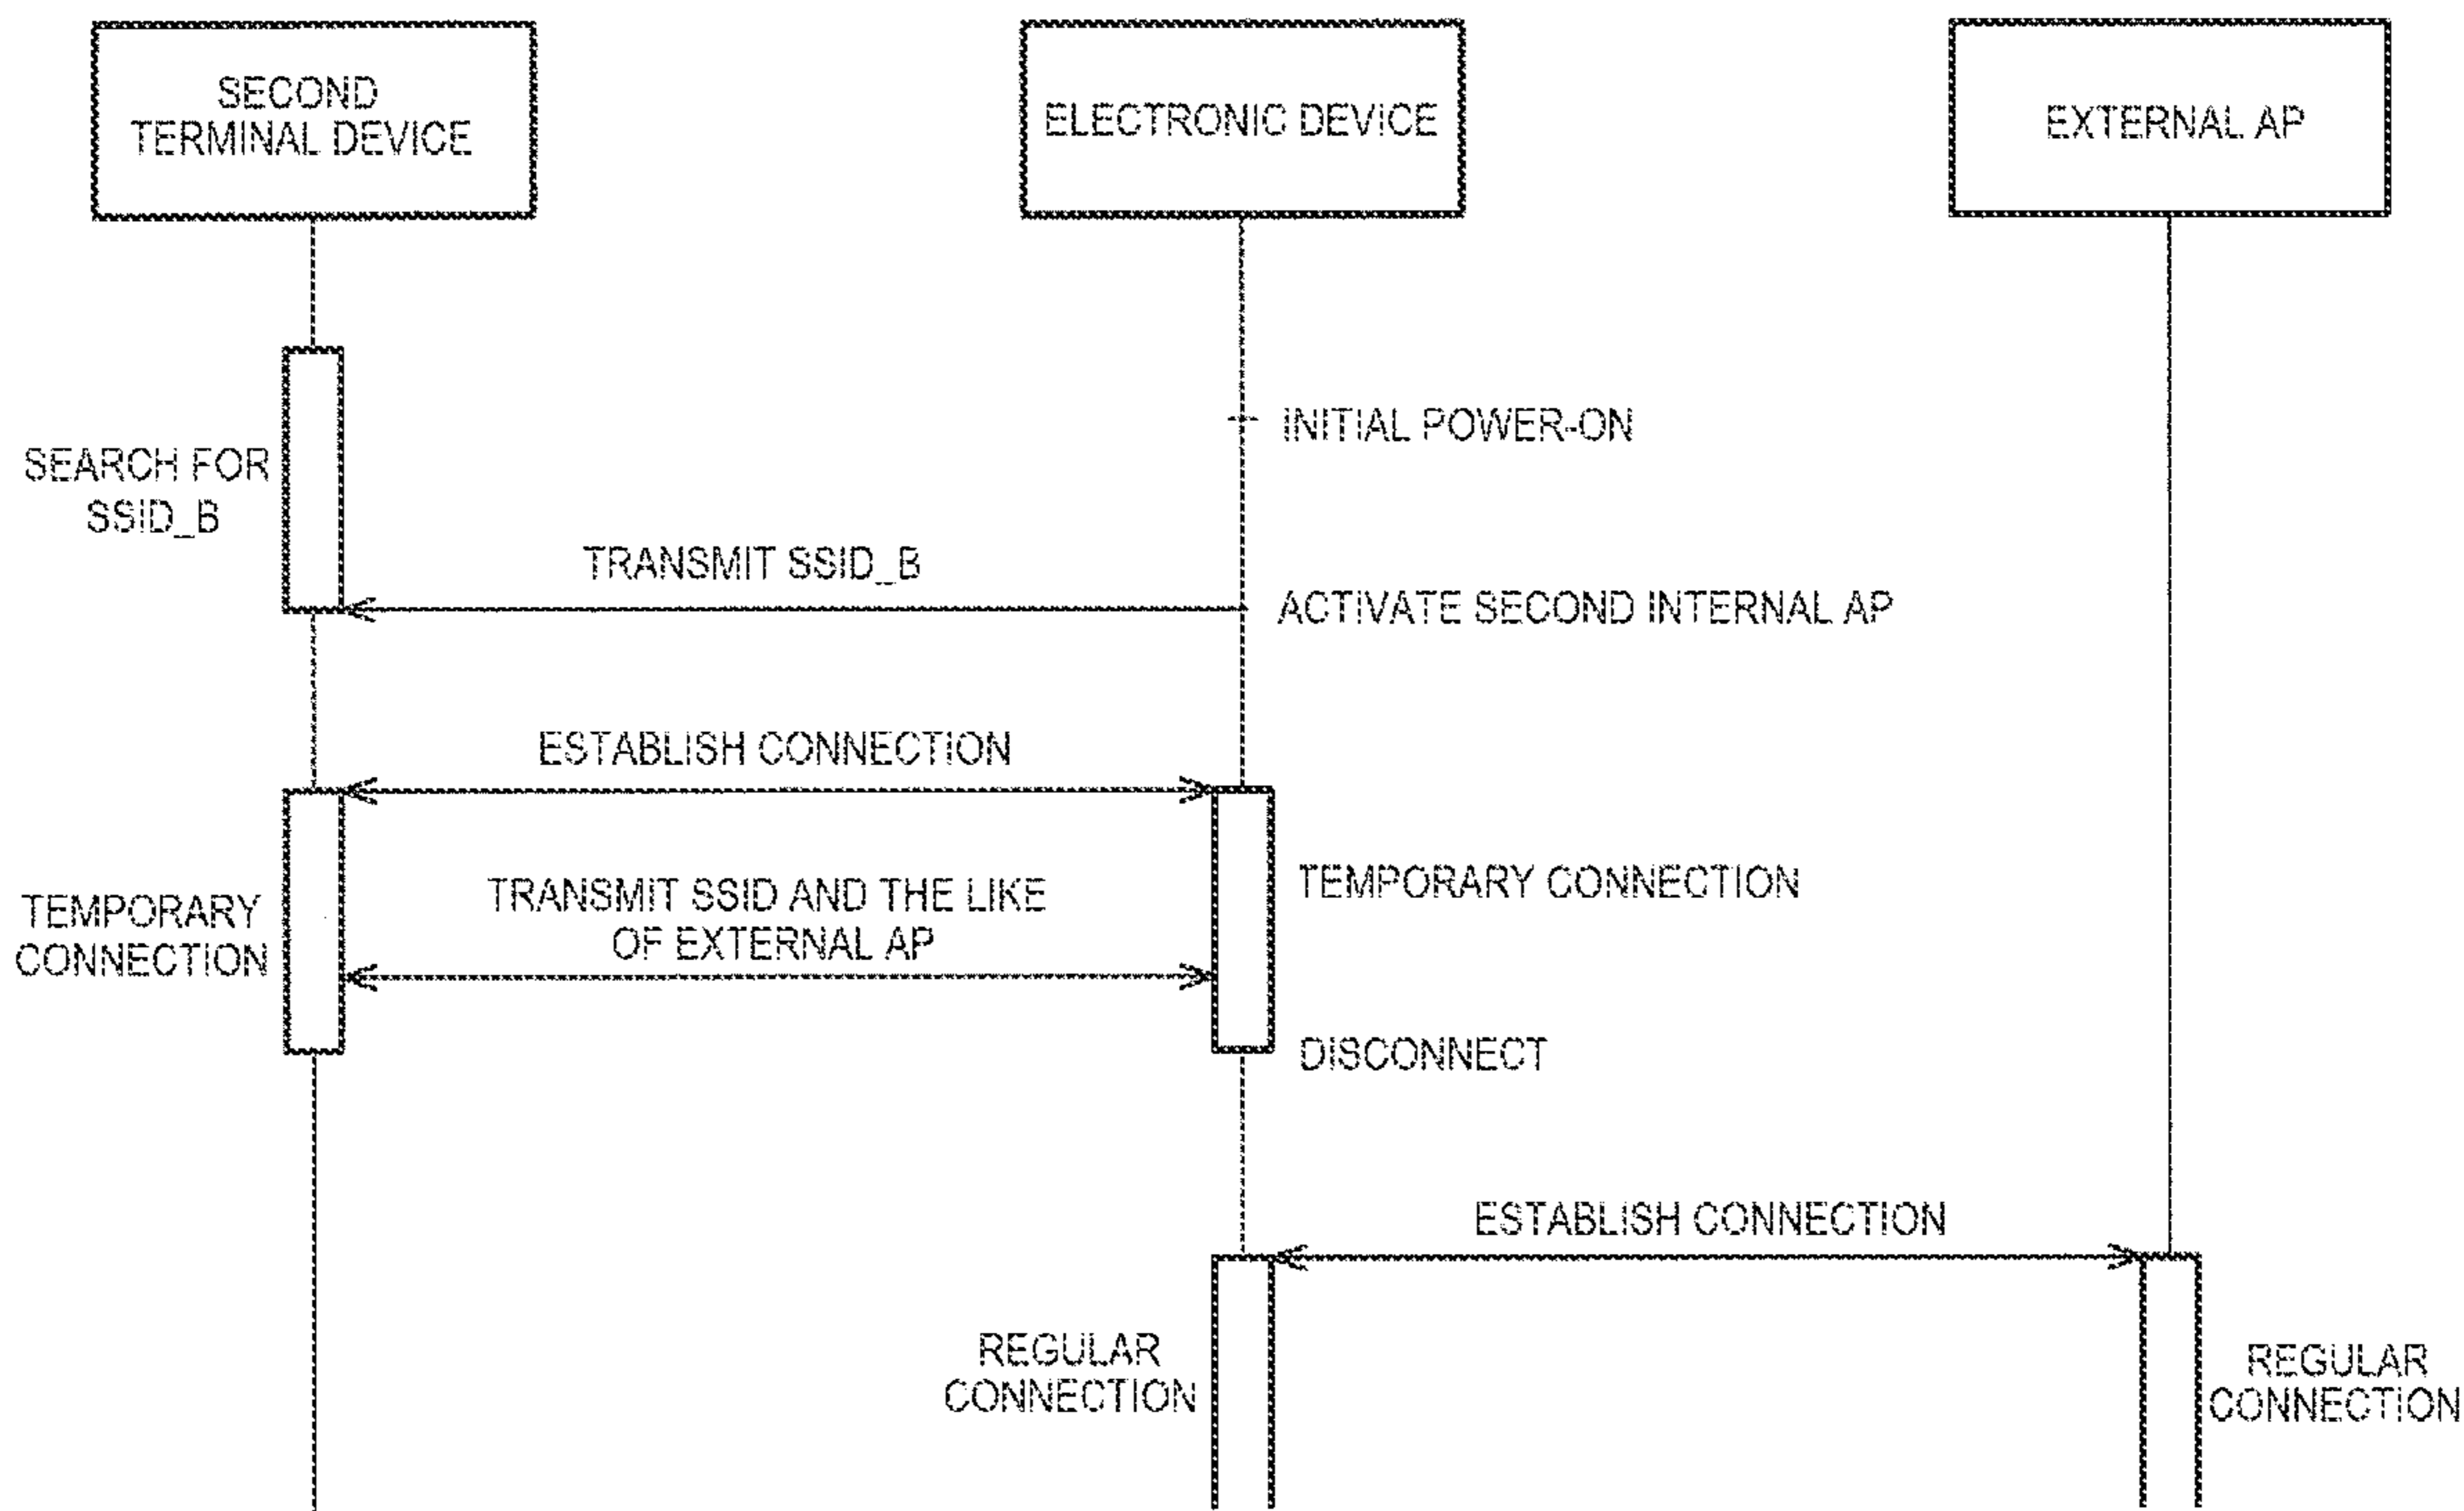 SECOND
TERMINAL DEVICE
ELECTRONIC DEVICE
EXTERNAL AP
INITIAL POWER-ON
SEARCH FOR
SSID_B
TRANSMIT SSID_B
ACTIVATE SECOND INTERNAL AP
ESTABLISH CONNECTION
TEMPORARY CONNECTION
TRANSMIT SSID AND THE LIKE
OF EXTERNAL AP
TEMPORARY
CONNECTION
DISCONNECT
ESTABLISH CONNECTION
REGULAR
CONNECTION
REGULAR
CONNECTION